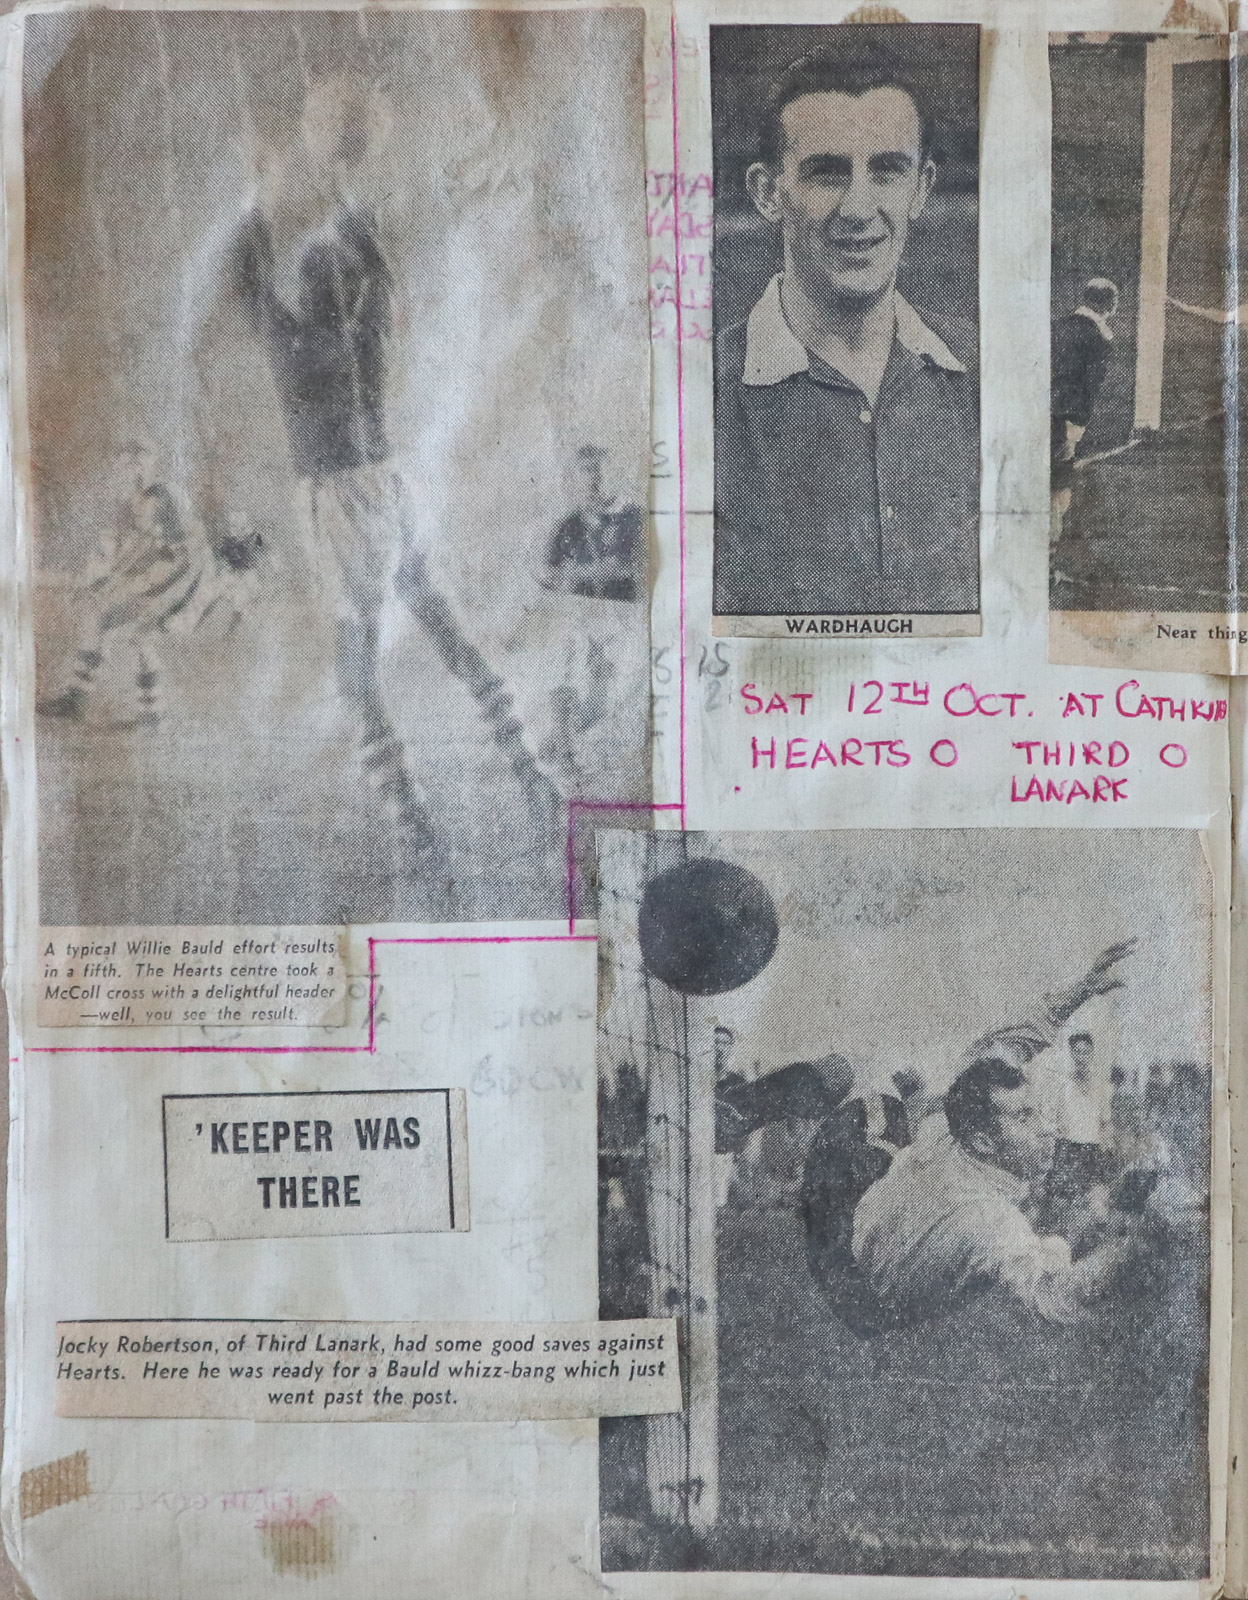 WARDHAUGH
Near thing
SAT 12TH OCT. AT CATHKIN
HEARTS 0 THIRD 0
LANARK
A typical Willie Bauld effort results
in a fifth. The Hearts centre took a
McColl cross with a delightful header
—well, you see the result.
'KEEPER WAS
THERE
Jocky Robertson, of Third Lanark, had some good saves against
Hearts. Here he was ready for a Bauld whizz-bang which just
went past the post.